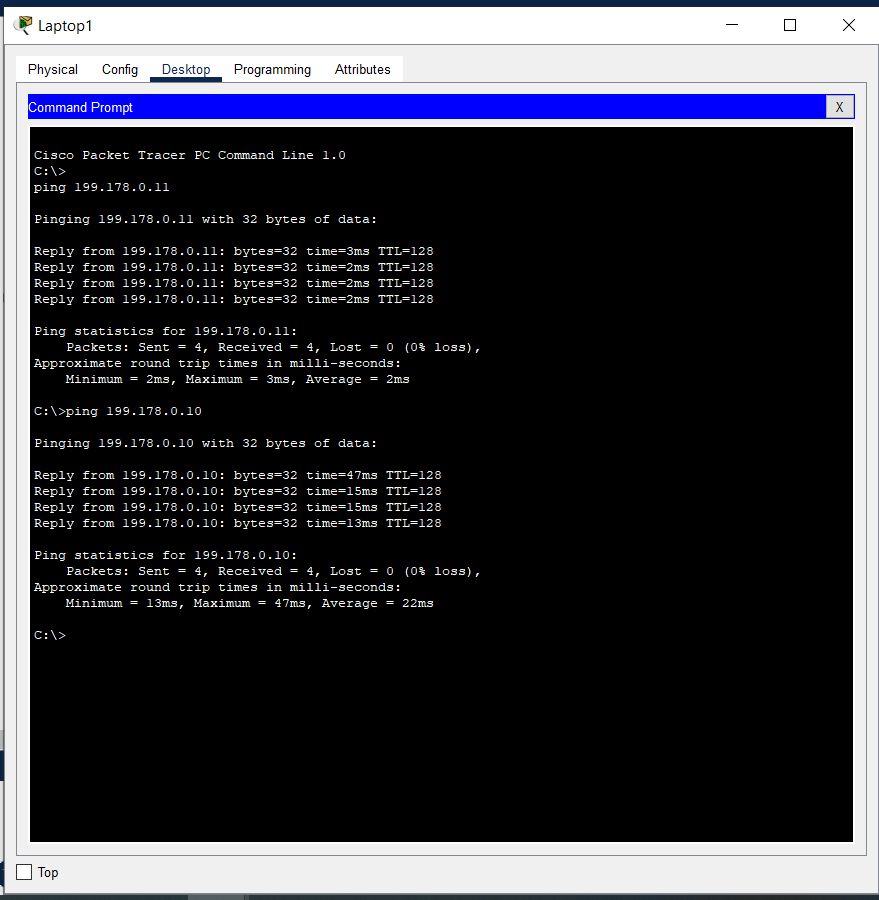 Laptop1
Physical Config Desktop Programming Attributes
Command Prompt X
Cisco Packet Tracer PC Command Line 1.0
C:\>
ping 199.178.0.11
Pinging 199.178.0.11 with 32 bytes of data:
Reply from 199.178.0.11: bytes=32 time=3ms TTL=128
Reply from 199.178.0.11: bytes=32 time=2ms TTL=128
Reply from 199.178.0.11: bytes=32 time=2ms TTL=128
Reply from 199.178.0.11: bytes=32 time=2ms TTL=128
Ping statistics for 199.178.0.11:
    Packets: Sent = 4, Received = 4, Lost = 0 (0% loss),
Approximate round trip times in milli-seconds:
    Minimum = 2ms, Maximum = 3ms, Average = 2ms
C:\>ping 199.178.0.10
Pinging 199.178.0.10 with 32 bytes of data:
Reply from 199.178.0.10: bytes=32 time=47ms TTL=128
Reply from 199.178.0.10: bytes=32 time=15ms TTL=128
Reply from 199.178.0.10: bytes=32 time=15ms TTL=128
Reply from 199.178.0.10: bytes=32 time=13ms TTL=128
Ping statistics for 199.178.0.10:
    Packets: Sent = 4, Received = 4, Lost = 0 (0% loss),
Approximate round trip times in milli-seconds:
    Minimum = 13ms, Maximum = 47ms, Average = 22ms
C:\>
Top